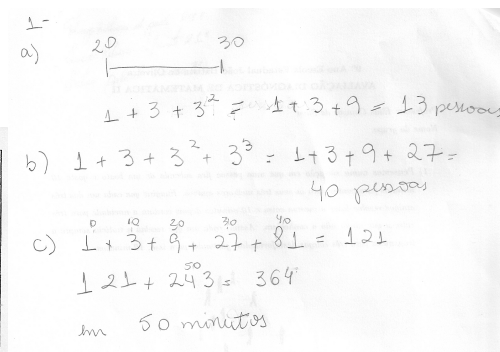 1-
a) 20 30
1 + 3 + 3² = 1 + 3 + 9 = 13 pessoas
b) 1 + 3 + 3² + 3³ = 1 + 3 + 9 + 27 =
40 pessoas
0 10 20 30 40
c) 1 + 3 + 9 + 27 + 81 = 121
50
121 + 243 = 364
em 50 minutos